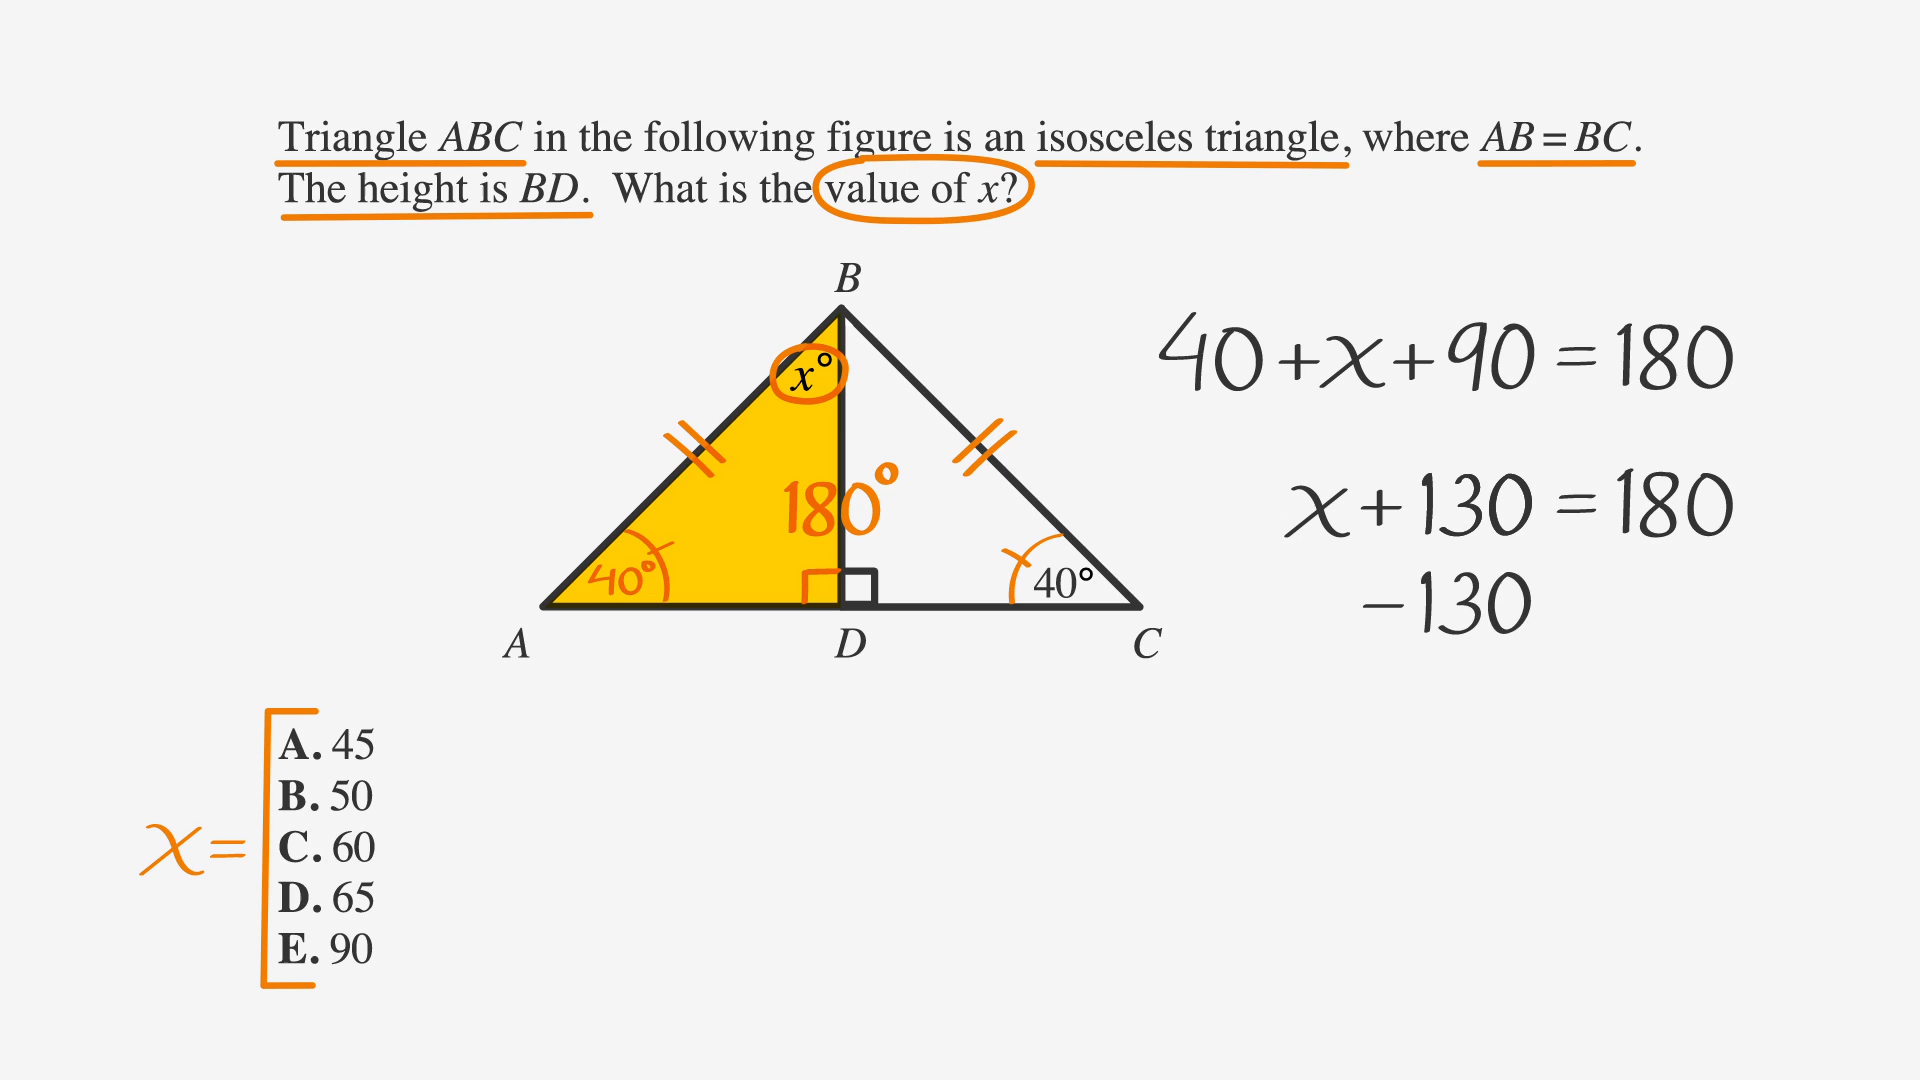 Triangle ABC in the following figure is an isosceles triangle, where AB = BC.
The height is BD. What is the value of x?
B
x°
40 + x + 90 = 180
180°
x + 130 = 180
40°
40°
− 130
A
D
C
A. 45
B. 50
x =
C. 60
D. 65
E. 90